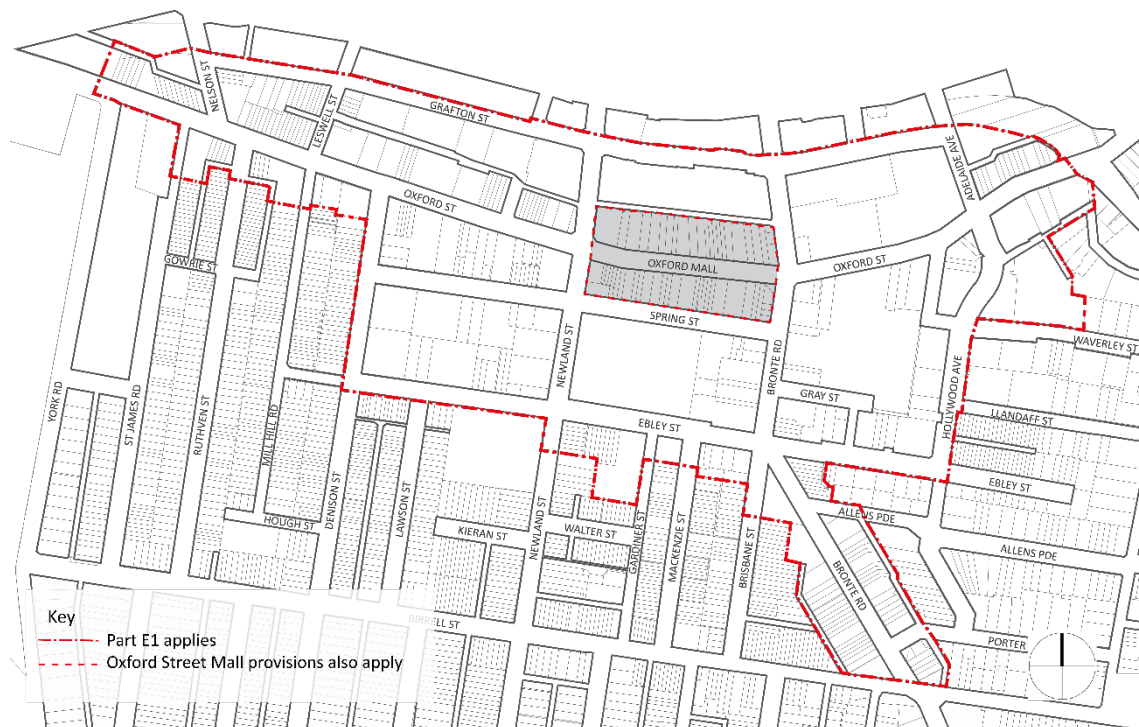 NELSON ST
LESWELL ST
GRAFTON ST
ADELAIDE AVE
OXFORD ST
OXFORD MALL
OXFORD ST
GOWRIE ST
SPRING ST
WAVERLEY ST
NEWLAND ST
BRONTE RD
HOLLYWOOD AVE
GRAY ST
LLANDAFF ST
YORK RD
ST JAMES RD
RUTHVEN ST
MILL HILL RD
EBLEY ST
EBLEY ST
DENISON ST
LAWSON ST
ALLENS PDE
HOUGH ST
KIERAN ST
NEWLAND ST
WALTER ST
GARDINER ST
MACKENZIE ST
BRISBANE ST
ALLENS PDE
BRONTE RD
BIRRELL ST
PORTER
Key
Part E1 applies
Oxford Street Mall provisions also apply